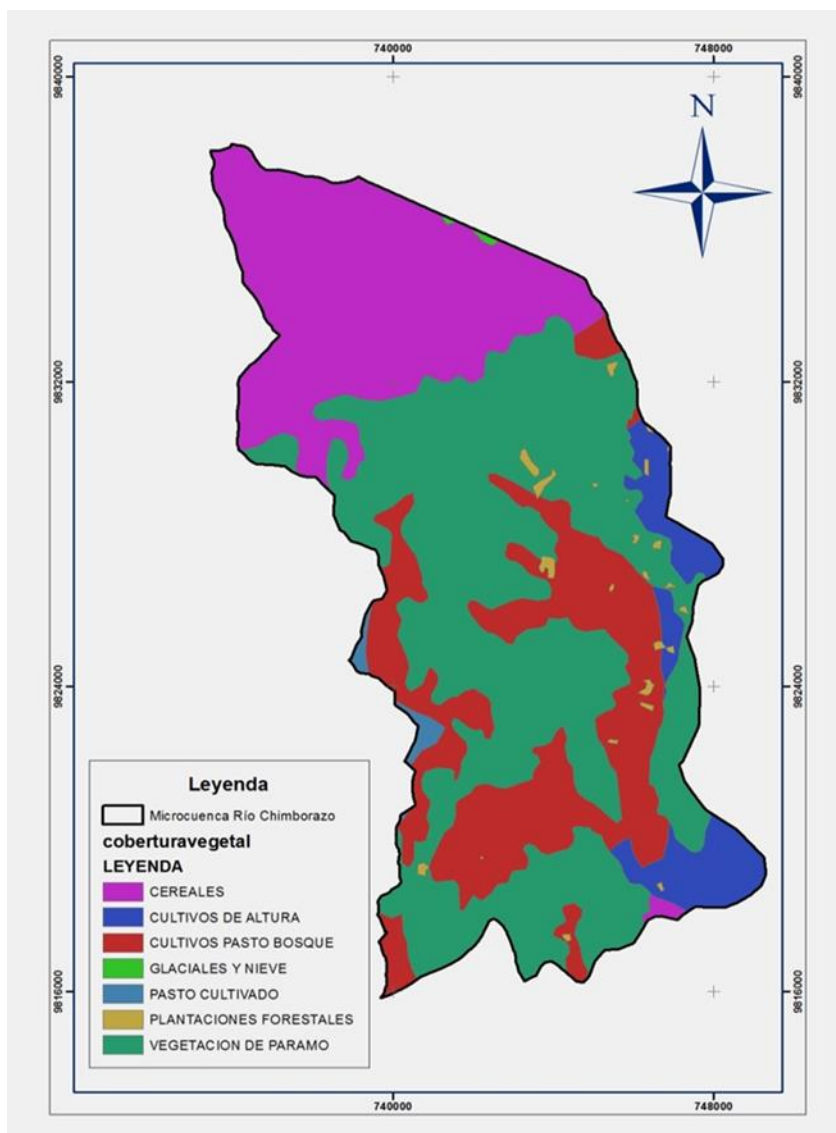 740000 748000
9840000 9840000
N
9832000 9832000
9824000 9824000
Leyenda
Microcuenca Río Chimborazo
coberturavegetal
LEYENDA
CEREALES
CULTIVOS DE ALTURA
CULTIVOS PASTO BOSQUE
GLACIALES Y NIEVE
PASTO CULTIVADO
PLANTACIONES FORESTALES
VEGETACION DE PARAMO
9816000 9816000
740000 748000